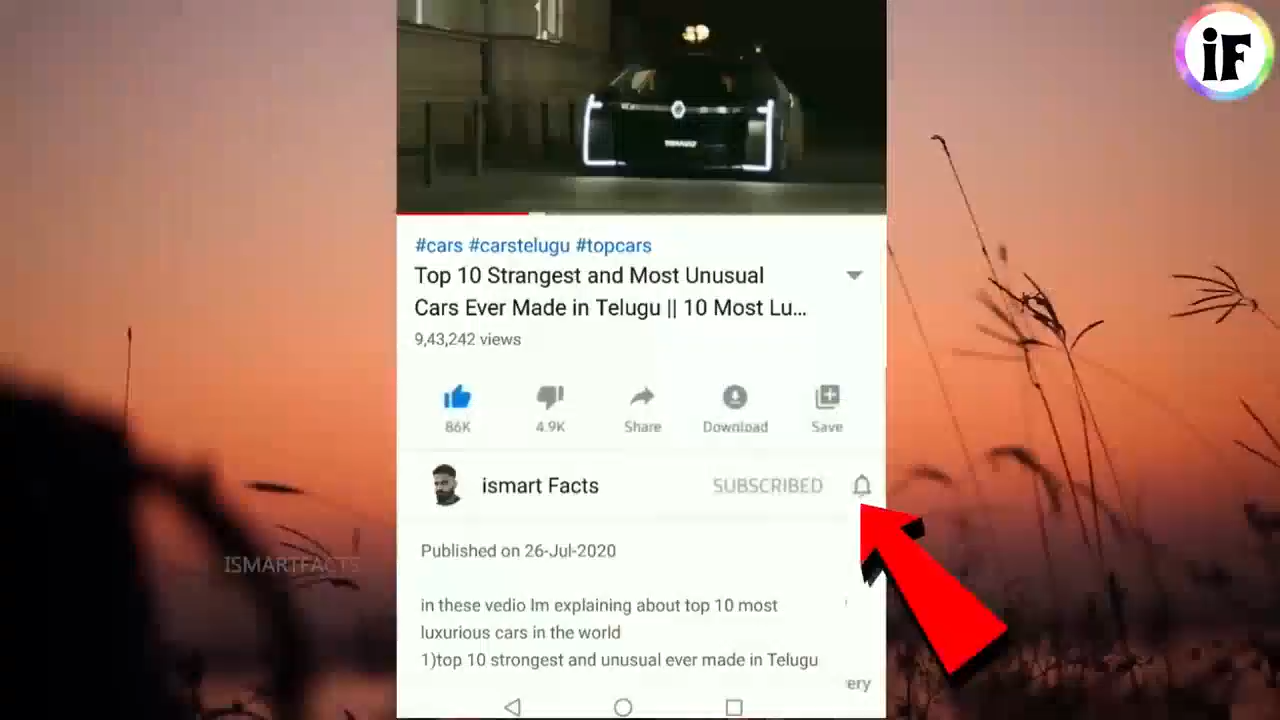 iF
RENAULT
#cars #carstelugu #topcars
Top 10 Strangest and Most Unusual
Cars Ever Made in Telugu || 10 Most Lu...
9,43,242 views
86K
4.9K
Share
Download
Save
ismart Facts
SUBSCRIBED
Published on 26-Jul-2020
ISMARTFACTS
in these vedio Im explaining about top 10 most
luxurious cars in the world
1)top 10 strongest and unusual ever made in Telugu
ery